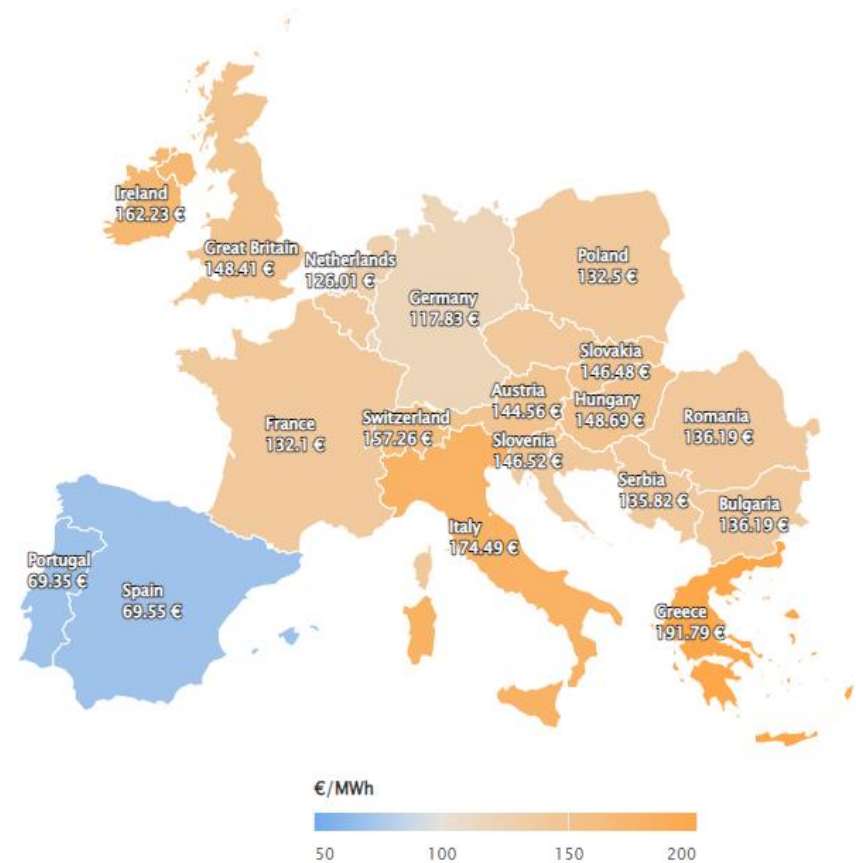 Ireland
162.23 €
Great Britain
148.41 €
Netherlands
126.01 €
Germany
117.83 €
Poland
132.5 €
Slovakia
146.48 €
Austria
144.56 €
Hungary
148.69 €
France
132.1 €
Switzerland
157.26 €
Slovenia
146.52 €
Romania
136.19 €
Serbia
135.82 €
Bulgaria
136.19 €
Italy
174.49 €
Portugal
69.35 €
Spain
69.55 €
Greece
191.79 €
€/MWh
50 100 150 200